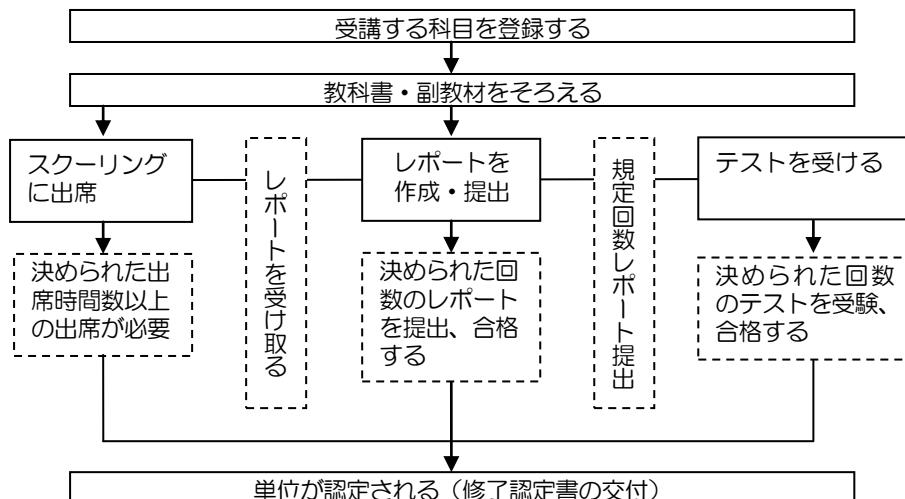 受講する科目を登録する
教科書・副教材をそろえる
スクーリング
に出席
レポートを受け取る
レポートを
作成・提出
規定回数レポート提出
テストを受ける
決められた出
席時間数以上
の出席が必要
決められた回
数のレポート
を提出、合格
する
決められた回数
のテストを受験、
合格する
単位が認定される（修了認定書の交付）